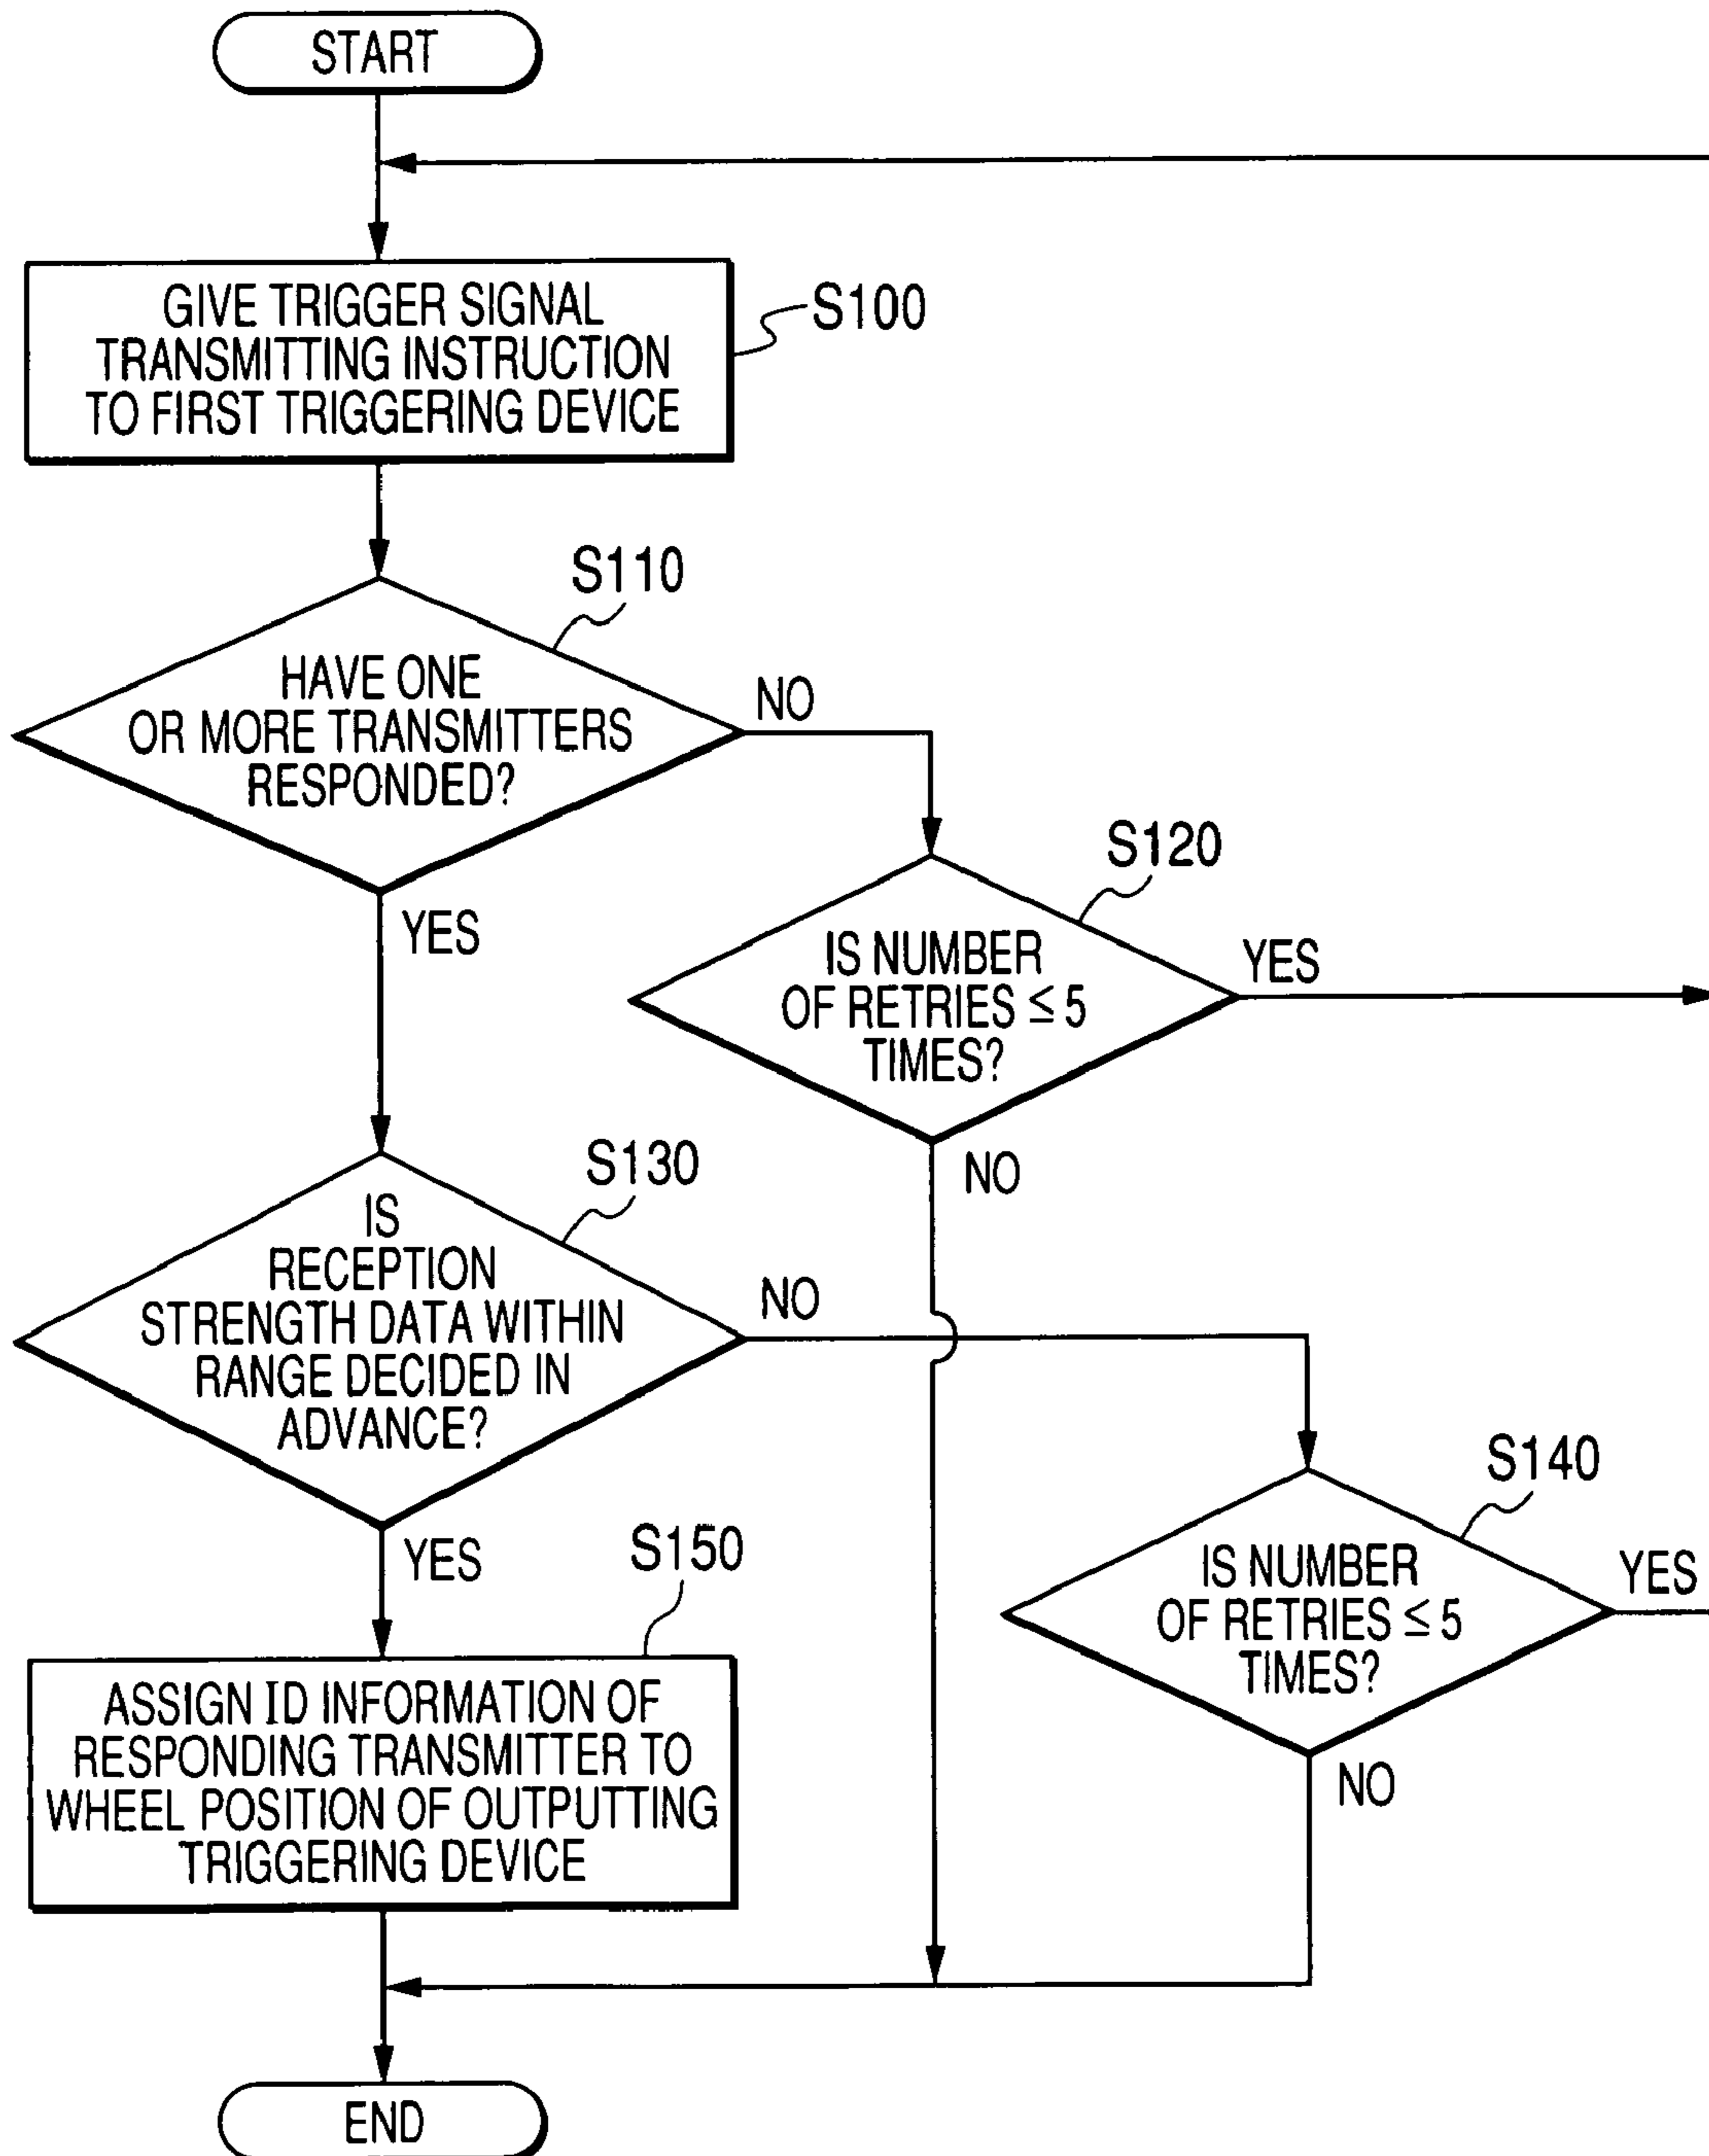 START
GIVE TRIGGER SIGNAL
TRANSMITTING INSTRUCTION
TO FIRST TRIGGERING DEVICE
S100
S110
HAVE ONE
OR MORE TRANSMITTERS
RESPONDED?
NO
YES
S120
IS NUMBER
OF RETRIES ≤ 5
TIMES?
YES
NO
S130
IS
RECEPTION
STRENGTH DATA WITHIN
RANGE DECIDED IN
ADVANCE?
NO
YES
S140
IS NUMBER
OF RETRIES ≤ 5
TIMES?
YES
NO
S150
ASSIGN ID INFORMATION OF
RESPONDING TRANSMITTER TO
WHEEL POSITION OF OUTPUTTING
TRIGGERING DEVICE
END